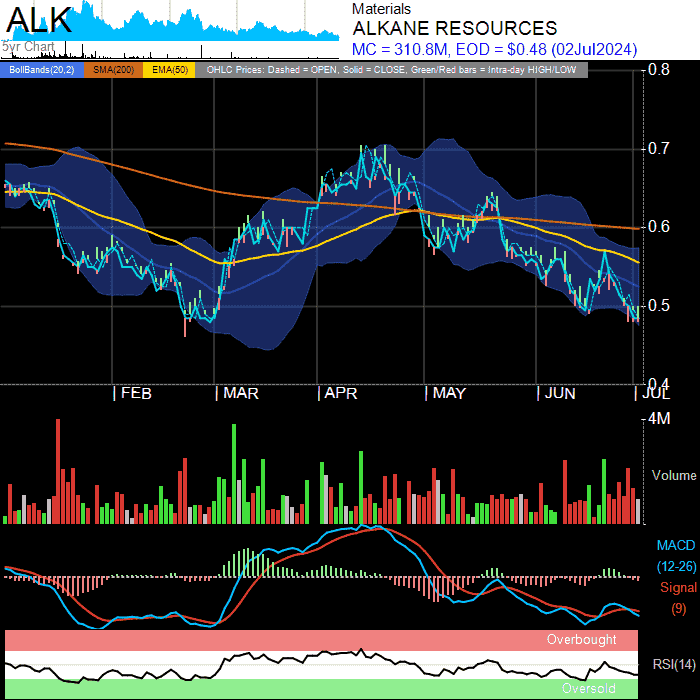 ALK
5yr Chart
Materials
ALKANE RESOURCES
MC = 310.8M, EOD = $0.48 (02Jul2024)
BollBands(20,2) SMA(200) EMA(50) OHLC Prices: Dashed = OPEN, Solid = CLOSE, Green/Red bars = Intra-day HIGH/LOW
0.8
0.7
0.6
0.5
0.4
FEB MAR APR MAY JUN JUL
4M
Volume
MACD
(12-26)
Signal
(9)
Overbought
RSI(14)
Oversold